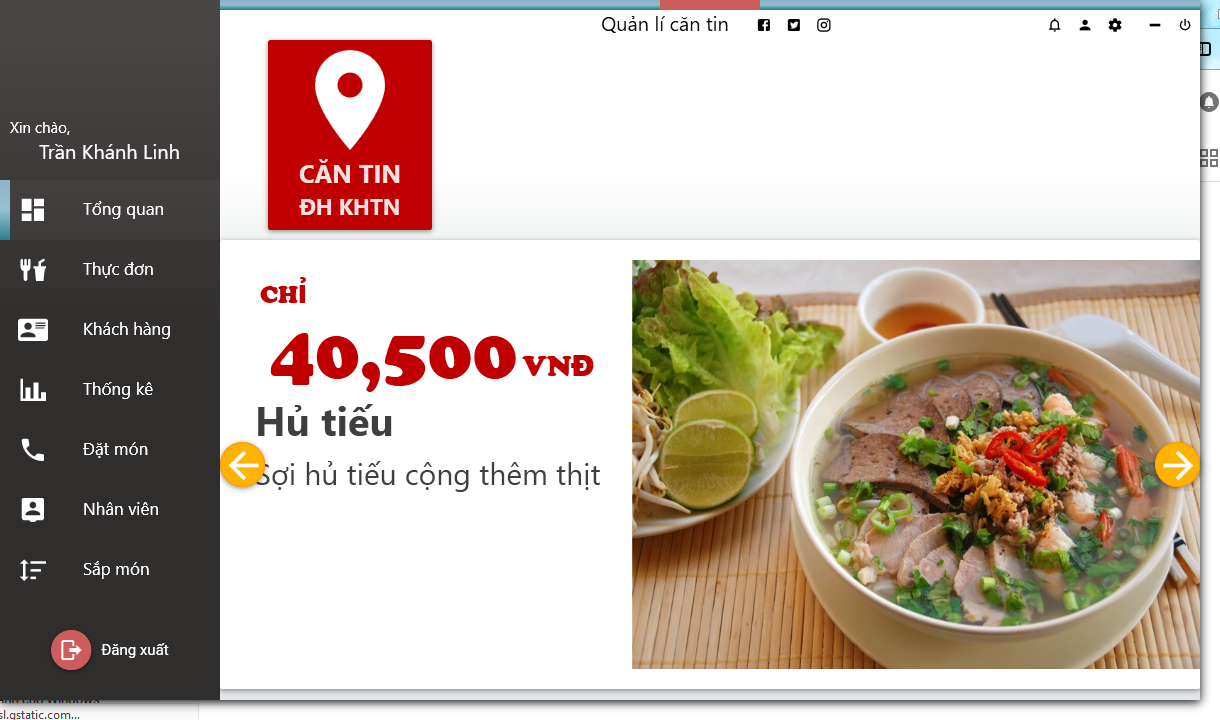 Quản lí căn tin
Xin chào,
Trần Khánh Linh
Tổng quan
Thực đơn
Khách hàng
Thống kê
Đặt món
Nhân viên
Sắp món
Đăng xuất
CĂN TIN
ĐH KHTN
CHỈ
40,500 VNĐ
Hủ tiếu
Sợi hủ tiếu cộng thêm thịt
sl.gstatic.com...